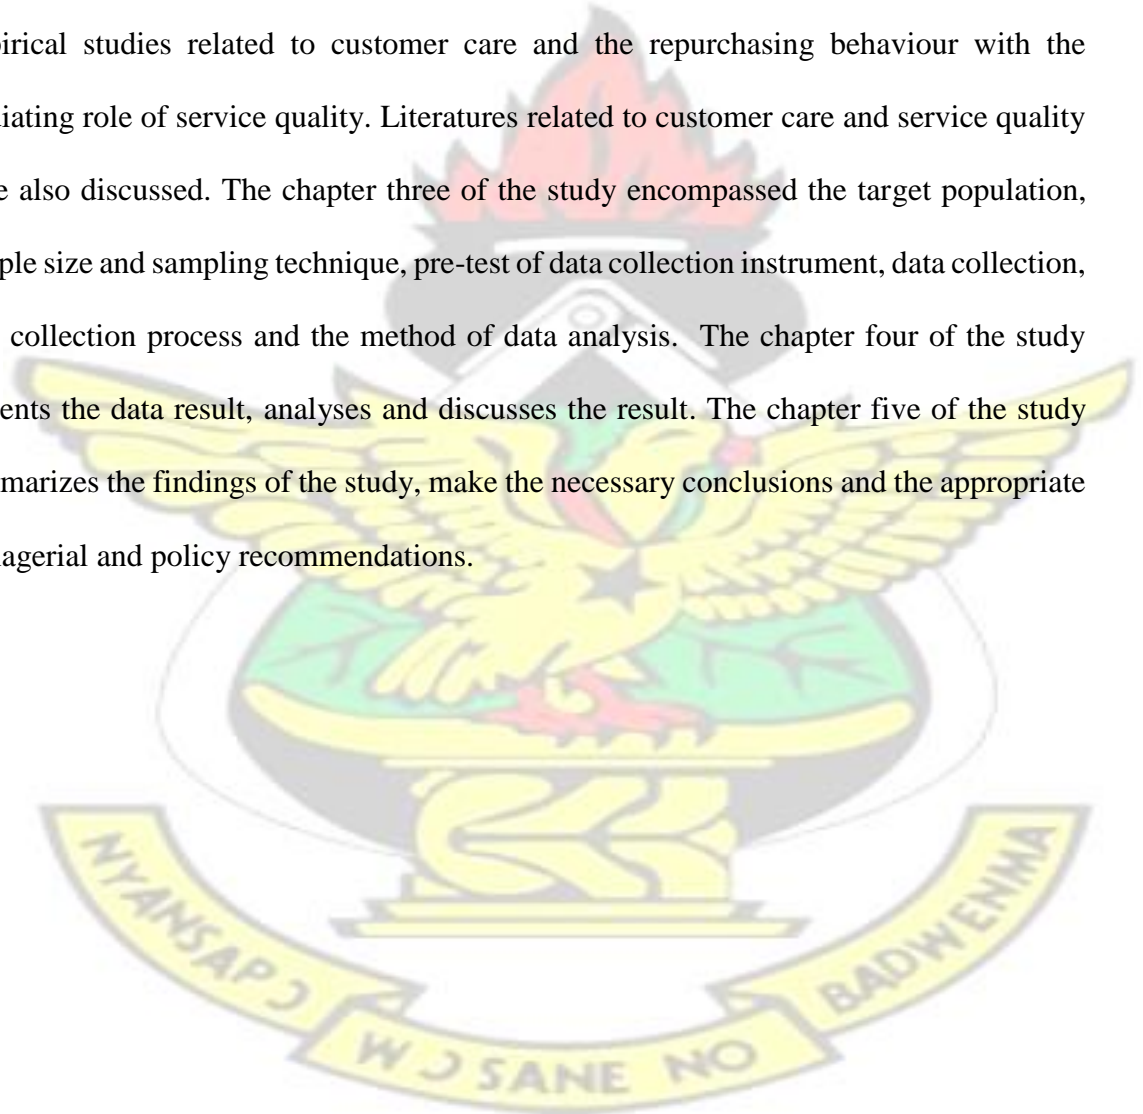 pirical studies related to customer care and the repurchasing behaviour with the
diating role of service quality. Literatures related to customer care and service quality
e also discussed. The chapter three of the study encompassed the target population,
ple size and sampling technique, pre-test of data collection instrument, data collection,
collection process and the method of data analysis. The chapter four of the study
ents the data result, analyses and discusses the result. The chapter five of the study
marizes the findings of the study, make the necessary conclusions and the appropriate
nagerial and policy recommendations.
NYANSAPƆ
WƆ SANE NO
BADWENMA